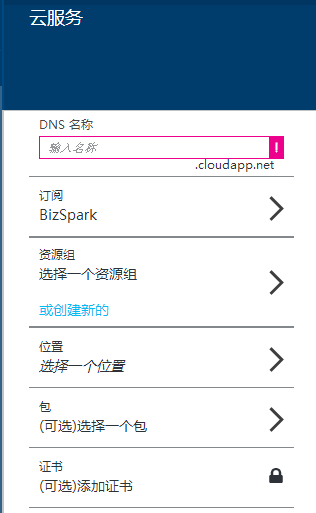 云服务
DNS 名称
输入名称
!
.cloudapp.net
订阅
BizSpark
资源组
选择一个资源组
或创建新的
位置
选择一个位置
包
(可选)选择一个包
证书
(可选)添加证书